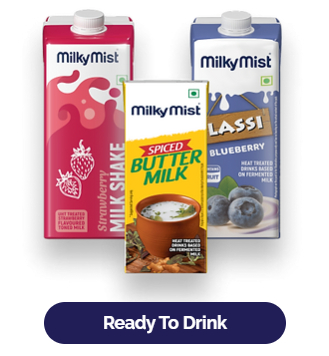 Milky Mist
Strawberry
MILK SHAKE
UHT TREATED
STRAWBERRY
FLAVOURED
TONED MILK
Milky Mist
SPICED
BUTTER
MILK
HEAT TREATED
DRINKS BASED
ON FERMENTED
MILK
Milky Mist
LASSI
BLUEBERRY
HEAT TREATED
DRINKS BASED
ON FERMENTED
MILK
FRUIT
Ready To Drink